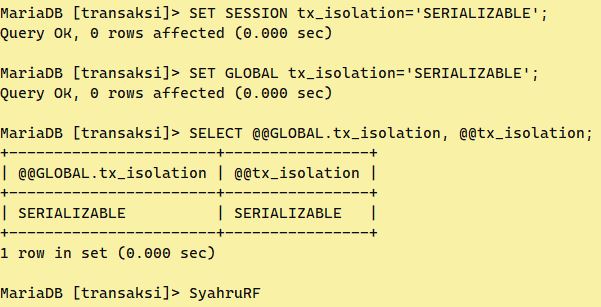 MariaDB [transaksi]> SET SESSION tx_isolation='SERIALIZABLE';
Query OK, 0 rows affected (0.000 sec)

MariaDB [transaksi]> SET GLOBAL tx_isolation='SERIALIZABLE';
Query OK, 0 rows affected (0.000 sec)

MariaDB [transaksi]> SELECT @@GLOBAL.tx_isolation, @@tx_isolation;
+-----------------------+----------------+
| @@GLOBAL.tx_isolation | @@tx_isolation |
+-----------------------+----------------+
| SERIALIZABLE          | SERIALIZABLE   |
+-----------------------+----------------+
1 row in set (0.000 sec)

MariaDB [transaksi]> SyahruRF